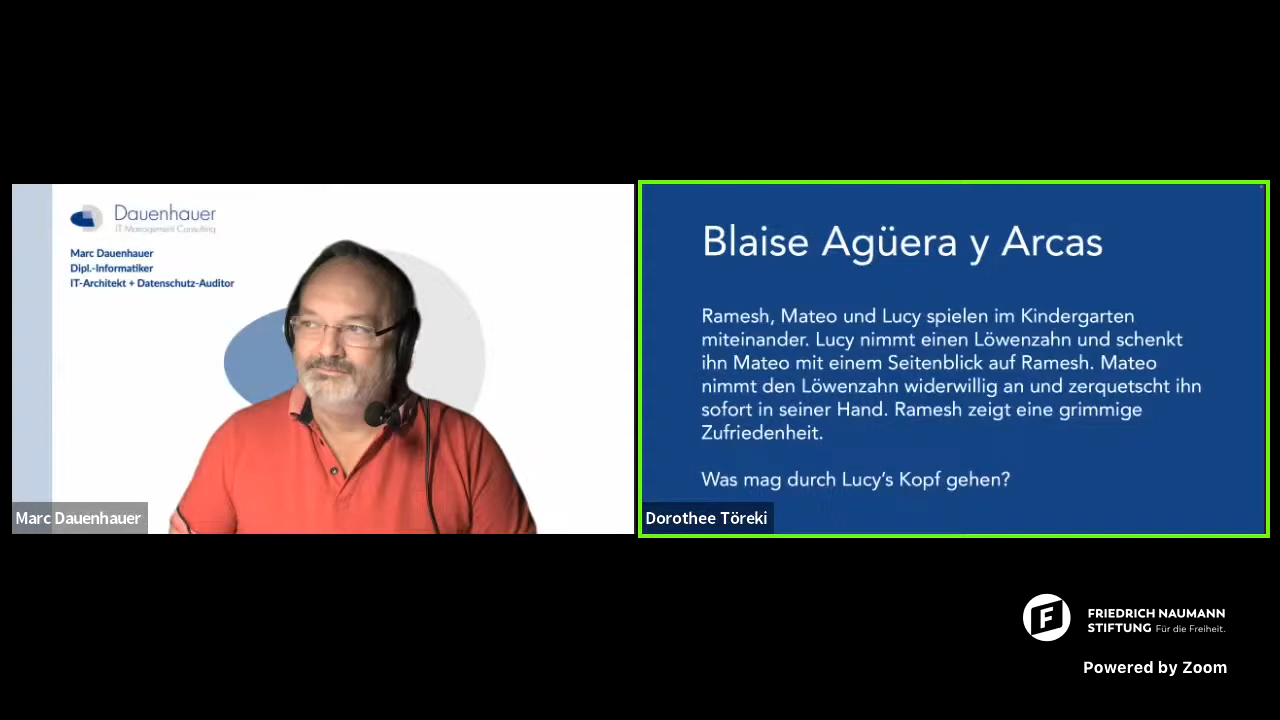 Dauenhauer
IT Management Consulting
Marc Dauenhauer
Dipl.-Informatiker
IT-Architekt + Datenschutz-Auditor
Marc Dauenhauer
Blaise Agüera y Arcas
Ramesh, Mateo und Lucy spielen im Kindergarten
miteinander. Lucy nimmt einen Löwenzahn und schenkt
ihn Mateo mit einem Seitenblick auf Ramesh. Mateo
nimmt den Löwenzahn widerwillig an und zerquetscht ihn
sofort in seiner Hand. Ramesh zeigt eine grimmige
Zufriedenheit.
Was mag durch Lucy's Kopf gehen?
Dorothee Töreki
F
FRIEDRICH NAUMANN
STIFTUNG Für die Freiheit.
Powered by Zoom